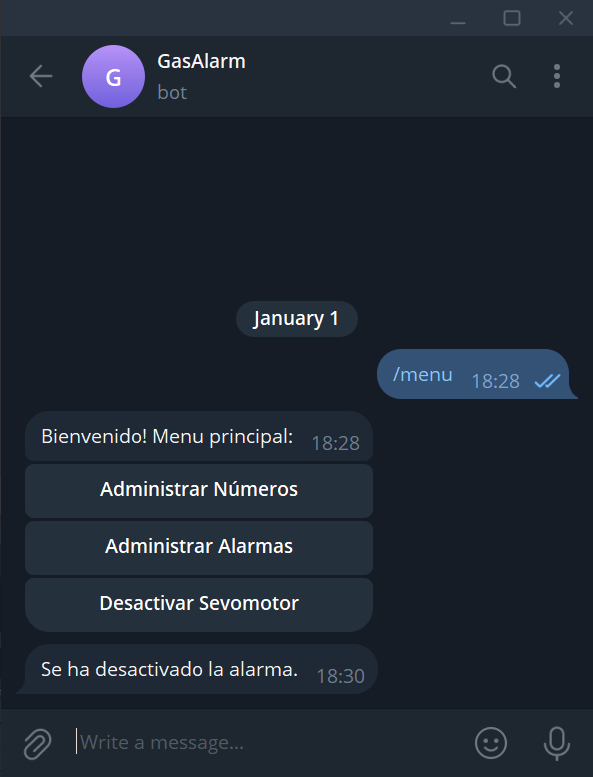 G
GasAlarm
bot
January 1
/menu 18:28
Bienvenido! Menu principal: 18:28
Administrar Números
Administrar Alarmas
Desactivar Sevomotor
Se ha desactivado la alarma. 18:30
Write a message...